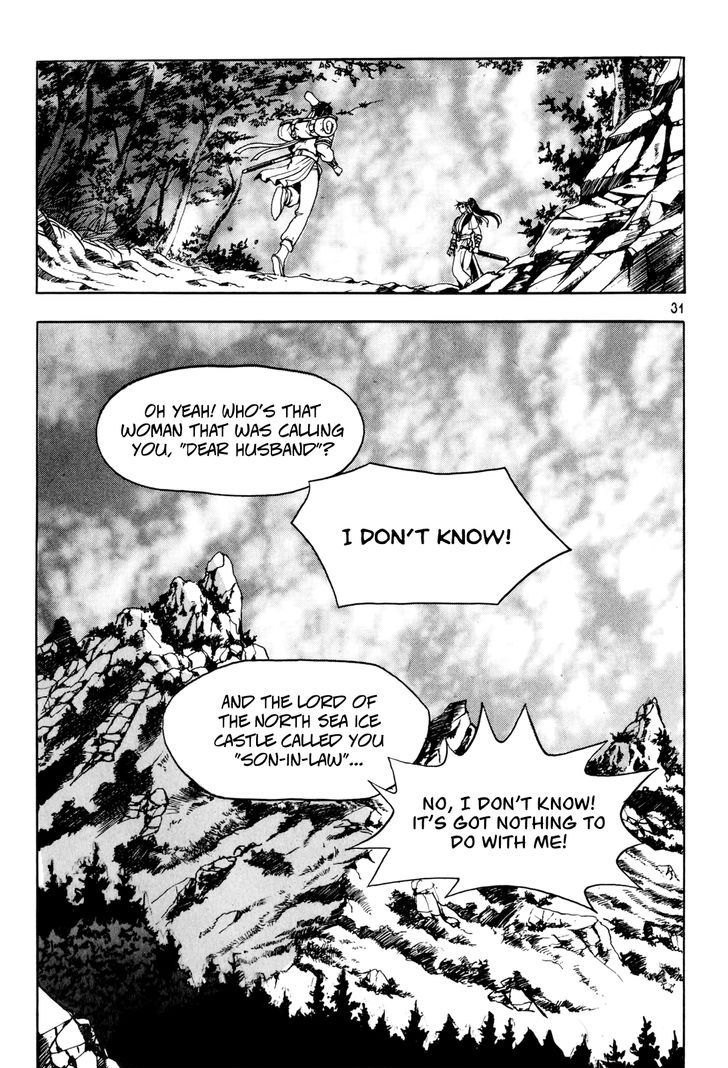 31
OH YEAH! WHO'S THAT
WOMAN THAT WAS CALLING
YOU, "DEAR HUSBAND"?
I DON'T KNOW!
AND THE LORD OF
THE NORTH SEA ICE
CASTLE CALLED YOU
"SON-IN-LAW"...
NO, I DON'T KNOW!
IT'S GOT NOTHING TO
DO WITH ME!